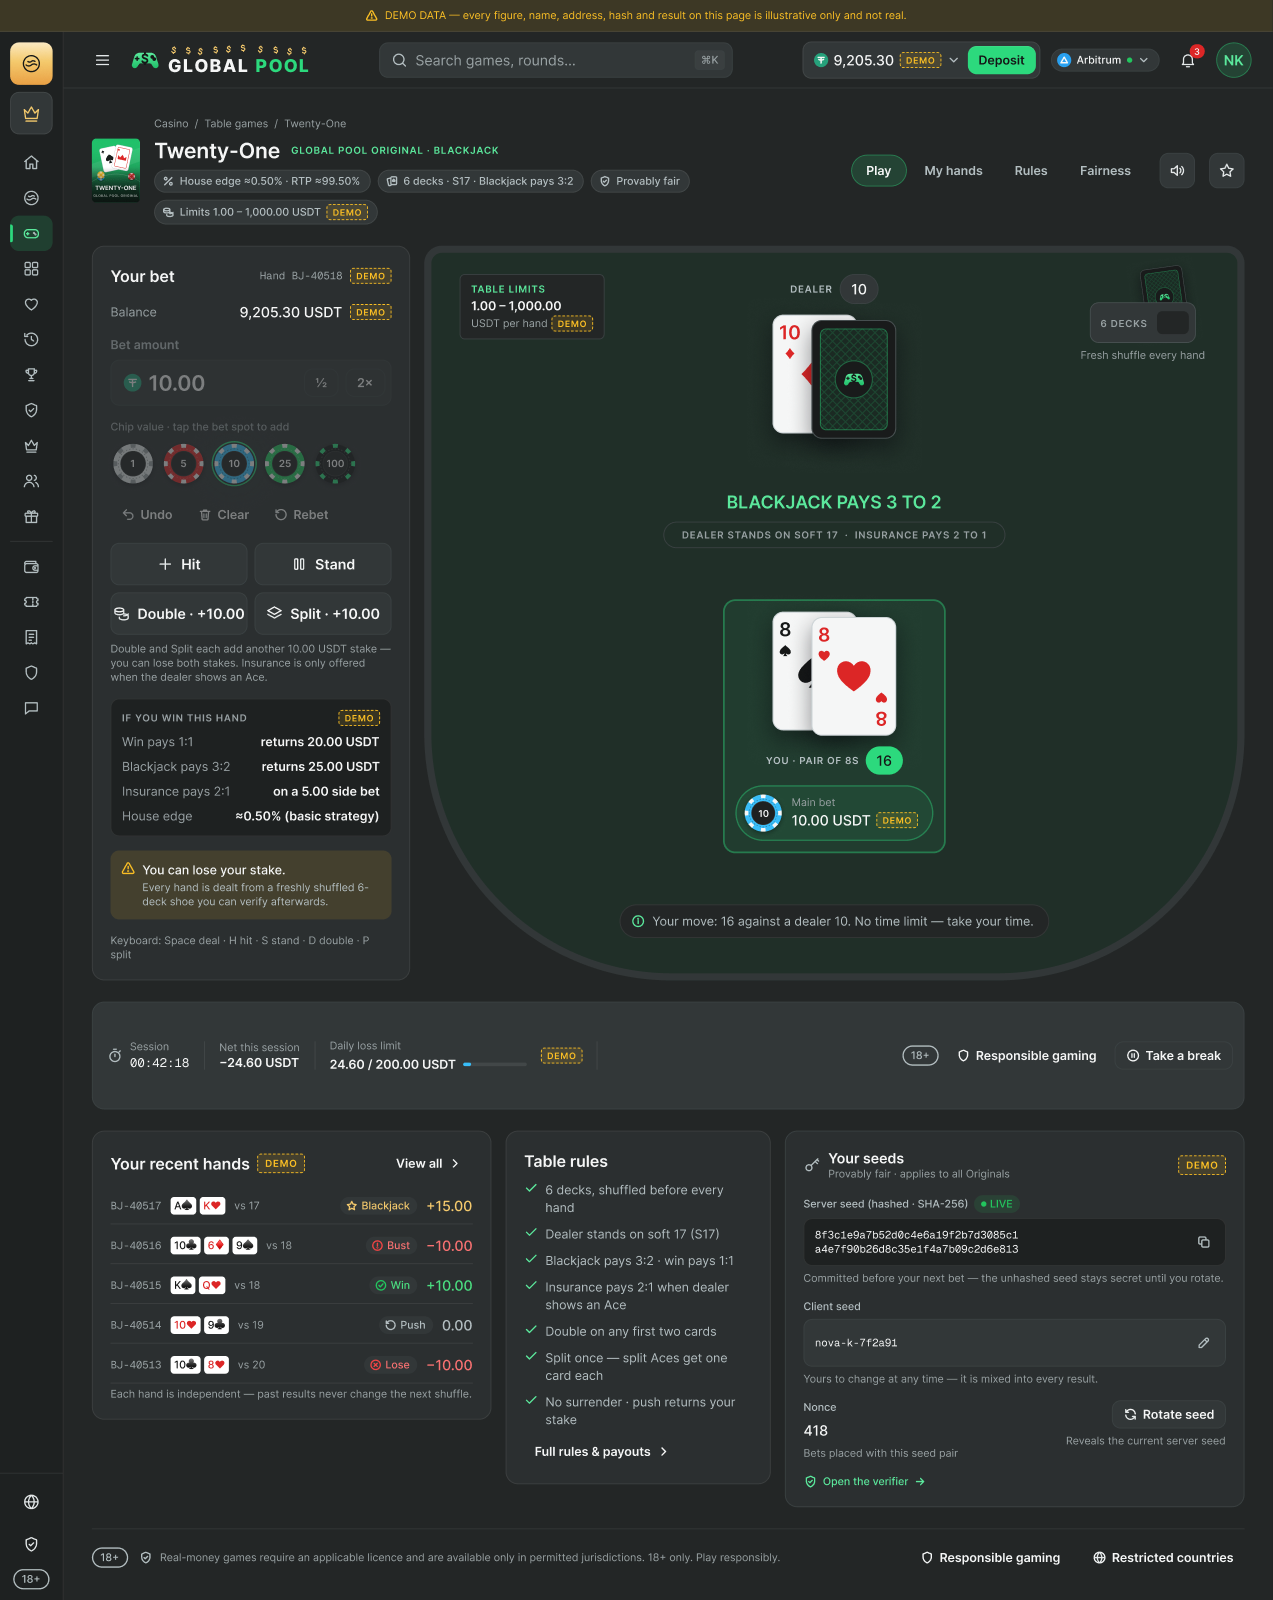 DEMO DATA — every figure, name, address, hash and result on this page is illustrative only and not real.
GLOBAL POOL
Search games, rounds...
⌘K
9,205.30 DEMO
Deposit
Arbitrum
3
NK
Casino / Table games / Twenty-One
Twenty-One GLOBAL POOL ORIGINAL · BLACKJACK
House edge ≈0.50% · RTP ≈99.50%
6 decks · S17 · Blackjack pays 3:2
Provably fair
Limits 1.00 – 1,000.00 USDT DEMO
TWENTY-ONE
GLOBAL POOL ORIGINAL
Play
My hands
Rules
Fairness
Your bet
Hand BJ-40518 DEMO
Balance
9,205.30 USDT DEMO
Bet amount
10.00
½
2×
Chip value · tap the bet spot to add
1
5
10
25
100
Undo
Clear
Rebet
Hit
Stand
Double · +10.00
Split · +10.00
Double and Split each add another 10.00 USDT stake —
you can lose both stakes. Insurance is only offered
when the dealer shows an Ace.
IF YOU WIN THIS HAND DEMO
Win pays 1:1 returns 20.00 USDT
Blackjack pays 3:2 returns 25.00 USDT
Insurance pays 2:1 on a 5.00 side bet
House edge ≈0.50% (basic strategy)
You can lose your stake.
Every hand is dealt from a freshly shuffled 6-
deck shoe you can verify afterwards.
Keyboard: Space deal · H hit · S stand · D double · P
split
TABLE LIMITS
1.00 – 1,000.00
USDT per hand DEMO
DEALER 10
10
6 DECKS
Fresh shuffle every hand
BLACKJACK PAYS 3 TO 2
DEALER STANDS ON SOFT 17 · INSURANCE PAYS 2 TO 1
8
8
8
YOU · PAIR OF 8S 16
10
Main bet
10.00 USDT DEMO
Your move: 16 against a dealer 10. No time limit — take your time.
Session
00:42:18
Net this session
−24.60 USDT
Daily loss limit
24.60 / 200.00 USDT
DEMO
18+
Responsible gaming
Take a break
Your recent hands DEMO
View all
BJ-40517 A♣ K♥ vs 17 Blackjack +15.00
BJ-40516 10♣ 6♦ 9♠ vs 18 Bust −10.00
BJ-40515 K♠ Q♥ vs 18 Win +10.00
BJ-40514 10♥ 9♣ vs 19 Push 0.00
BJ-40513 10♣ 8♥ vs 20 Lose −10.00
Each hand is independent — past results never change the next shuffle.
Table rules
6 decks, shuffled before every
hand
Dealer stands on soft 17 (S17)
Blackjack pays 3:2 · win pays 1:1
Insurance pays 2:1 when dealer
shows an Ace
Double on any first two cards
Split once — split Aces get one
card each
No surrender · push returns your
stake
Full rules & payouts
Your seeds
Provably fair · applies to all Originals
DEMO
Server seed (hashed · SHA-256) LIVE
8f3c1e9a7b52d0c4e6a19f2b7d3085c1
a4e7f90b26d8c35e1f4a7b09c2d6e813
Committed before your next bet — the unhashed seed stays secret until you rotate.
Client seed
nova-k-7f2a91
Yours to change at any time — it is mixed into every result.
Nonce
418
Bets placed with this seed pair
Rotate seed
Reveals the current server seed
Open the verifier →
18+
18+
Real-money games require an applicable licence and are available only in permitted jurisdictions. 18+ only. Play responsibly.
Responsible gaming
Restricted countries